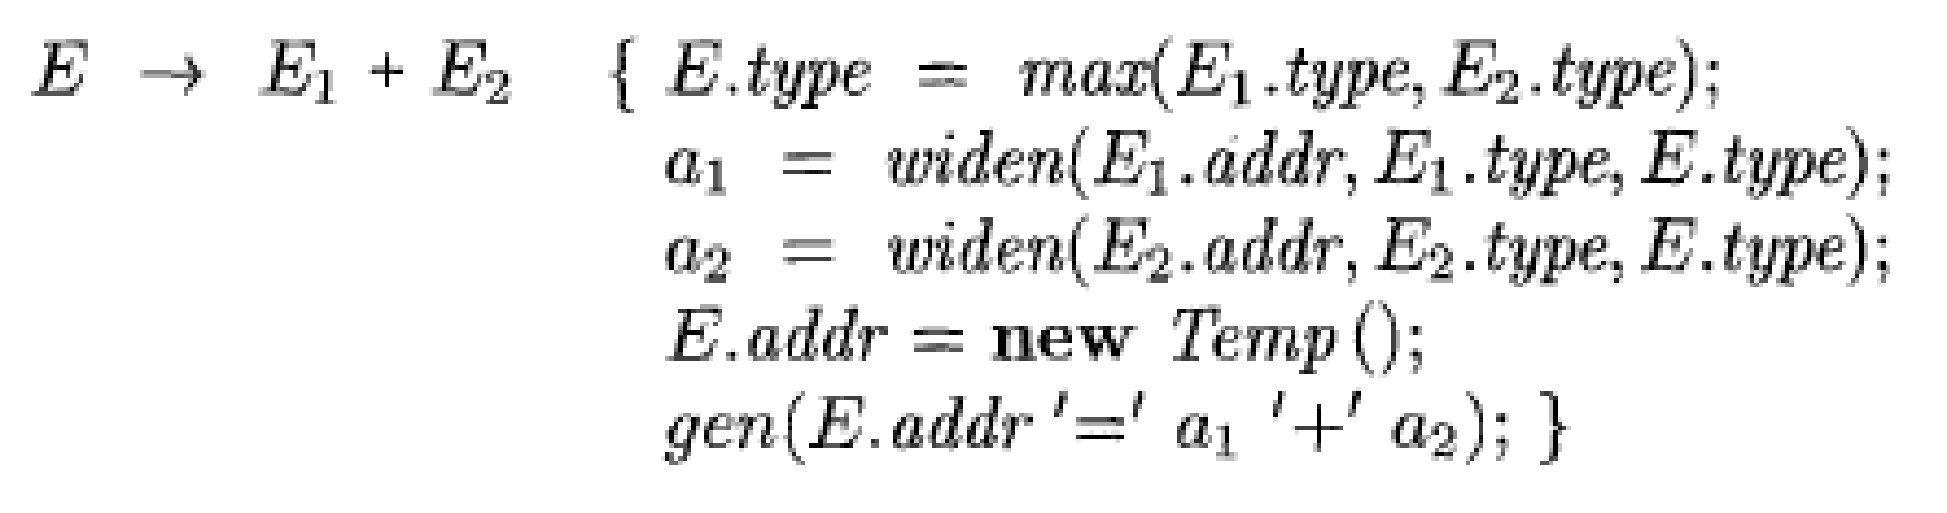 E → E₁ + E₂ { E.type = max(E₁.type, E₂.type);
a₁ = widen(E₁.addr, E₁.type, E.type);
a₂ = widen(E₂.addr, E₂.type, E.type);
E.addr = new Temp();
gen(E.addr '=' a₁ '+' a₂); }